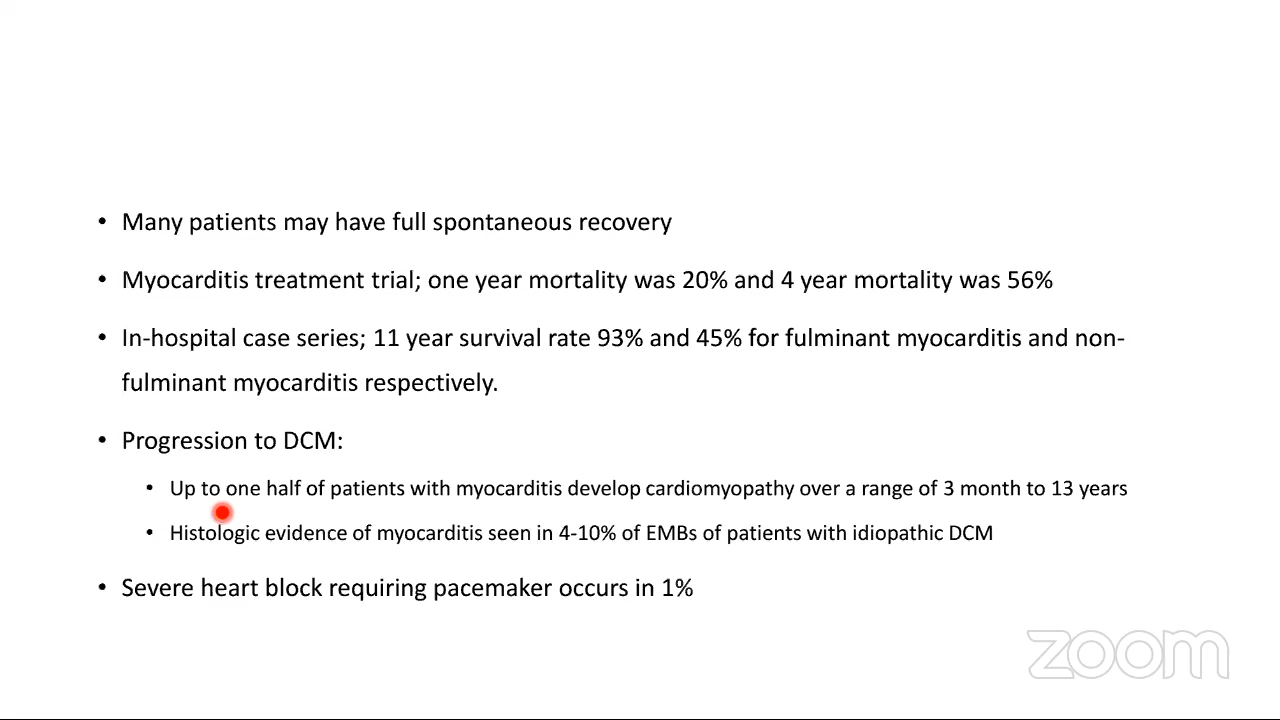 • Many patients may have full spontaneous recovery
• Myocarditis treatment trial; one year mortality was 20% and 4 year mortality was 56%
• In-hospital case series; 11 year survival rate 93% and 45% for fulminant myocarditis and non-
fulminant myocarditis respectively.
• Progression to DCM:
• Up to one half of patients with myocarditis develop cardiomyopathy over a range of 3 month to 13 years
• Histologic evidence of myocarditis seen in 4-10% of EMBs of patients with idiopathic DCM
• Severe heart block requiring pacemaker occurs in 1%
zoom